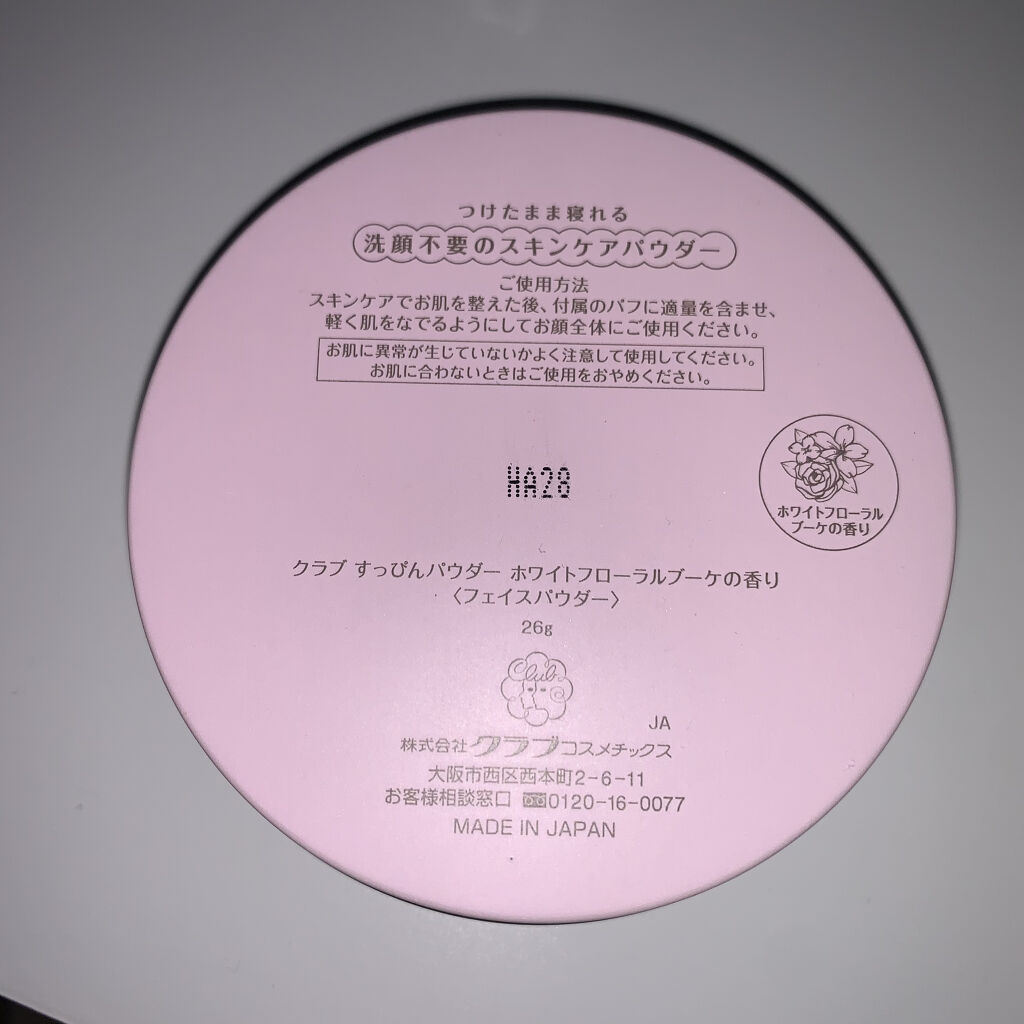 つけたまま寝れる
洗顔不要のスキンケアパウダー
ご使用方法
スキンケアでお肌を整えた後、付属のパフに適量を含ませ、
軽く肌をなでるようにしてお顔全体にご使用ください。
お肌に異常が生じていないかよく注意して使用してください。
お肌に合わないときはご使用をおやめください。
HA28
ホワイトフローラル
ブーケの香り
クラブ すっぴんパウダー ホワイトフローラルブーケの香り
〈フェイスパウダー〉
26g
Club
JA
株式会社クラブコスメチックス
大阪市西区西本町2-6-11
お客様相談窓口 0120-16-0077
MADE IN JAPAN